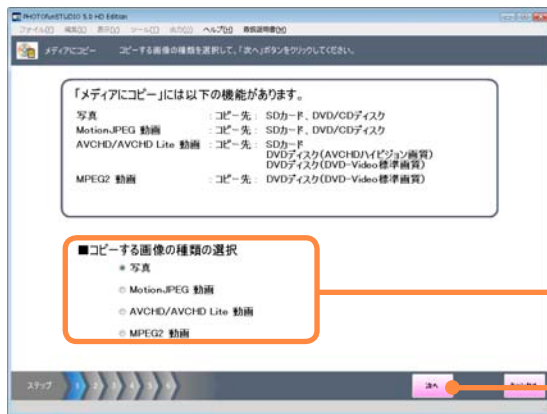 PHOTOfunSTUDIO 5.0 HD Edition
ファイル(F) 編集(E) 表示(V) ツール(T) 出力(O) ヘルプ(H) 取扱説明書(M)
メディアにコピー コピーする画像の種類を選択して、「次へ」ボタンをクリックしてください。
「メディアにコピー」には以下の機能があります。
写真 : コピー先 : SDカード、DVD/CDディスク
MotionJPEG 動画 : コピー先 : SDカード、DVD/CDディスク
AVCHD/AVCHD Lite 動画 : コピー先 : SDカード
DVDディスク(AVCHDハイビジョン画質)
DVDディスク(DVD-Video標準画質)
MPEG2 動画 : コピー先 : DVDディスク(DVD-Video標準画質)
■コピーする画像の種類の選択
写真
MotionJPEG 動画
AVCHD/AVCHD Lite 動画
MPEG2 動画
ステップ 1 2 3 4 5 6
次へ キャンセル